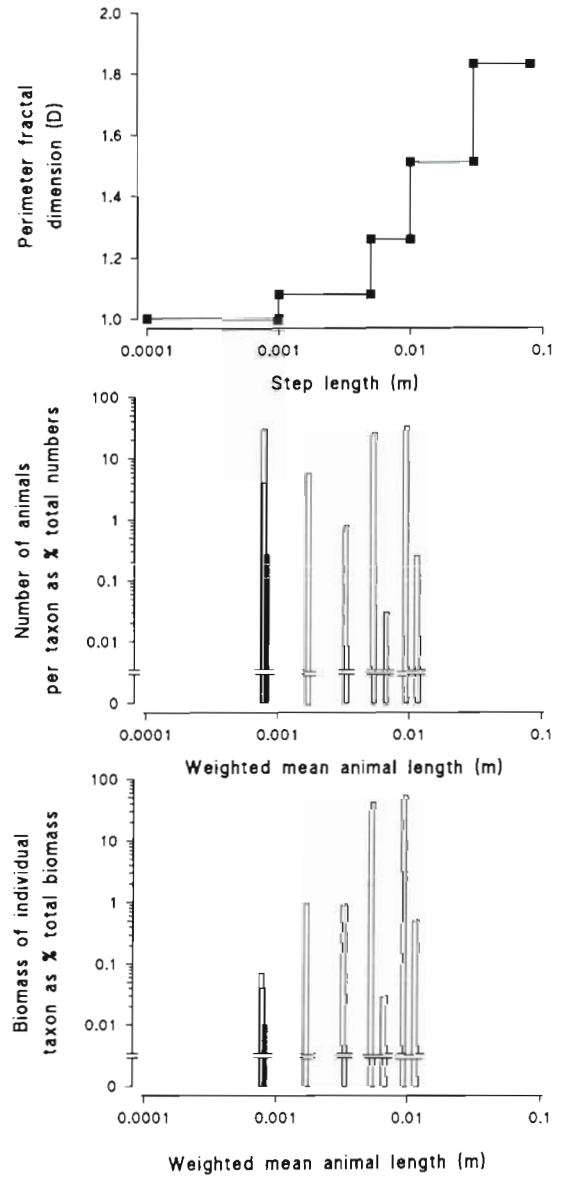 2.0
1.8
1.6
1.4
1.2
1.0
Perimeter fractal
dimension (D)
0.0001 0.001 0.01 0.1
Step length (m)
100
10
1
0.1
0.01
0
Number of animals
per taxon as % total numbers
0.0001 0.001 0.01 0.1
Weighted mean animal length (m)
100
10
1
0.1
0.01
0
Biomass of individual
taxon as % total biomass
0.0001 0.001 0.01 0.1
Weighted mean animal length (m)